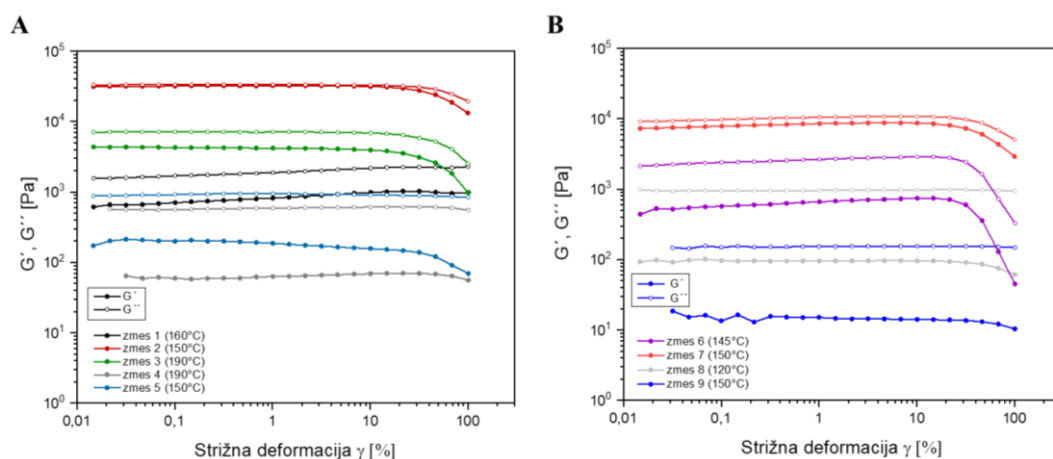 A
10⁵
10⁴
10³
10²
10¹
10⁰
G´, G´´ [Pa]
G´
G´´
zmes 1 (160°C)
zmes 2 (150°C)
zmes 3 (190°C)
zmes 4 (190°C)
zmes 5 (150°C)
0,01 0,1 1 10 100
Strižna deformacija γ [%]
B
10⁵
10⁴
10³
10²
10¹
10⁰
G´, G´´ [Pa]
G´
G´´
zmes 6 (145°C)
zmes 7 (150°C)
zmes 8 (120°C)
zmes 9 (150°C)
0,01 0,1 1 10 100
Strižna deformacija γ [%]